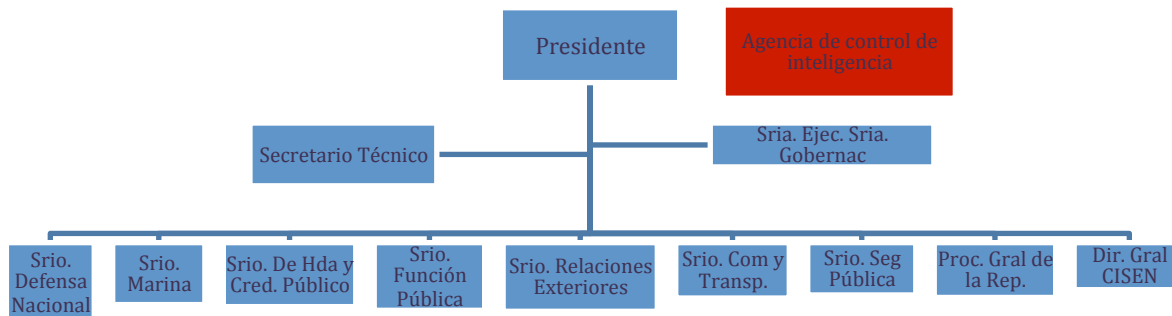 Presidente
Agencia de control de
inteligencia
Secretario Técnico
Sria. Ejec. Sria.
Gobernac
Srio.
Defensa
Nacional
Srio.
Marina
Srio. De Hda y
Cred. Público
Srio.
Función
Pública
Srio. Relaciones
Exteriores
Srio. Com y
Transp.
Srio. Seg
Pública
Proc. Gral de
la Rep.
Dir. Gral
CISEN